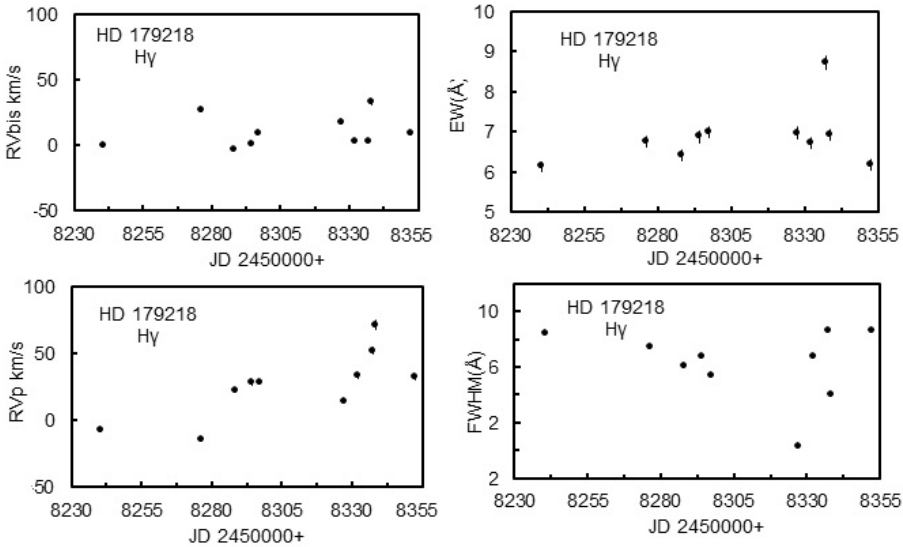 100
HD 179218
Hγ
50
RVbis km/s
0
-50
8230 8255 8280 8305 8330 8355
JD 2450000+
10
HD 179218
Hγ
9
8
EW(Å)
7
6
5
8230 8255 8280 8305 8330 8355
JD 2450000+
100
HD 179218
Hγ
50
RVp km/s
0
-50
8230 8255 8280 8305 8330 8355
JD 2450000+
10
HD 179218
Hγ
FWHM(Å)
6
2
2
8230 8255 8280 8305 8330 8355
JD 2450000+